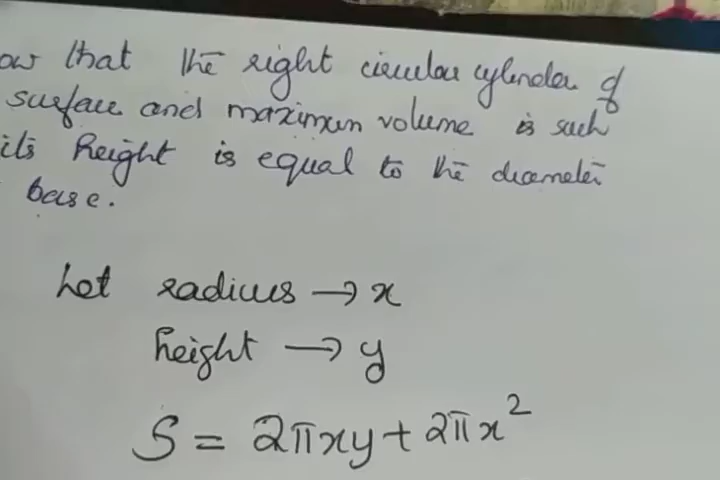 ow that the right circular cylinder of
surface and maximum volume is such
its height is equal to the diameter
base.
Let radius → x
height → y
S = 2πxy + 2πx²